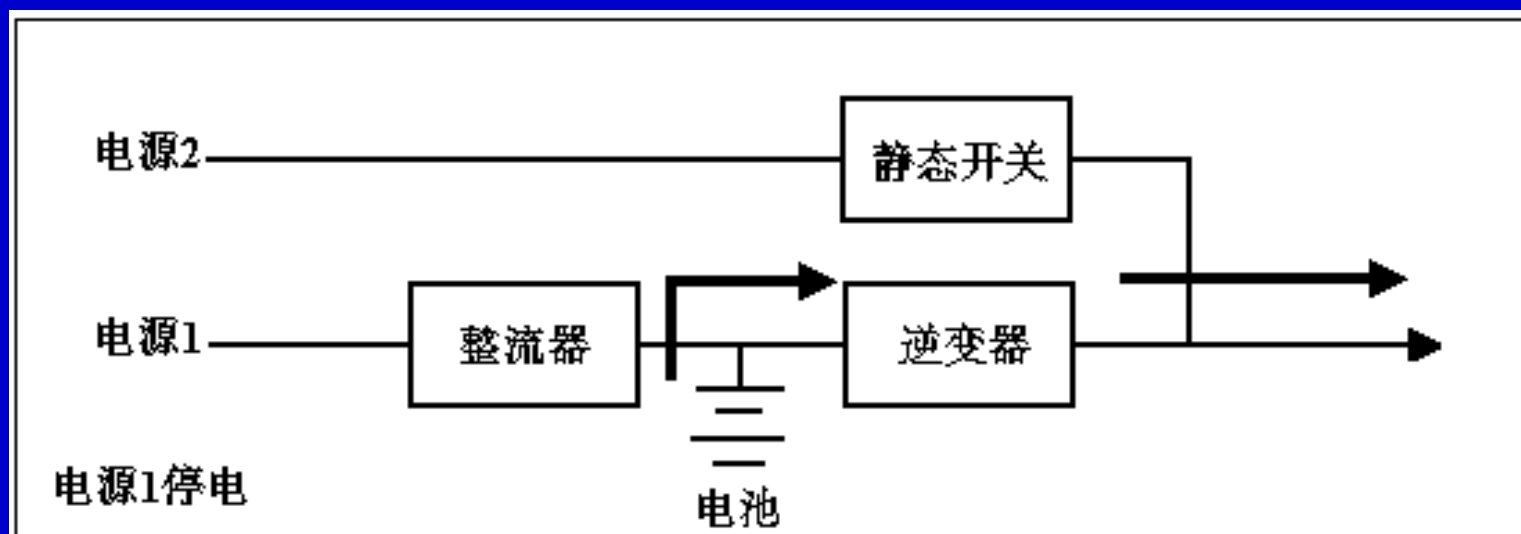 电源2
静态开关
电源1
整流器
逆变器
电源1停电
电池